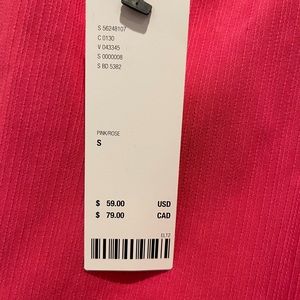 S 56248107
C 0130
V 043345
S 0000008
S BD 5382
PINK/ROSE
S
$ 59.00 USD
$ 79.00 CAD